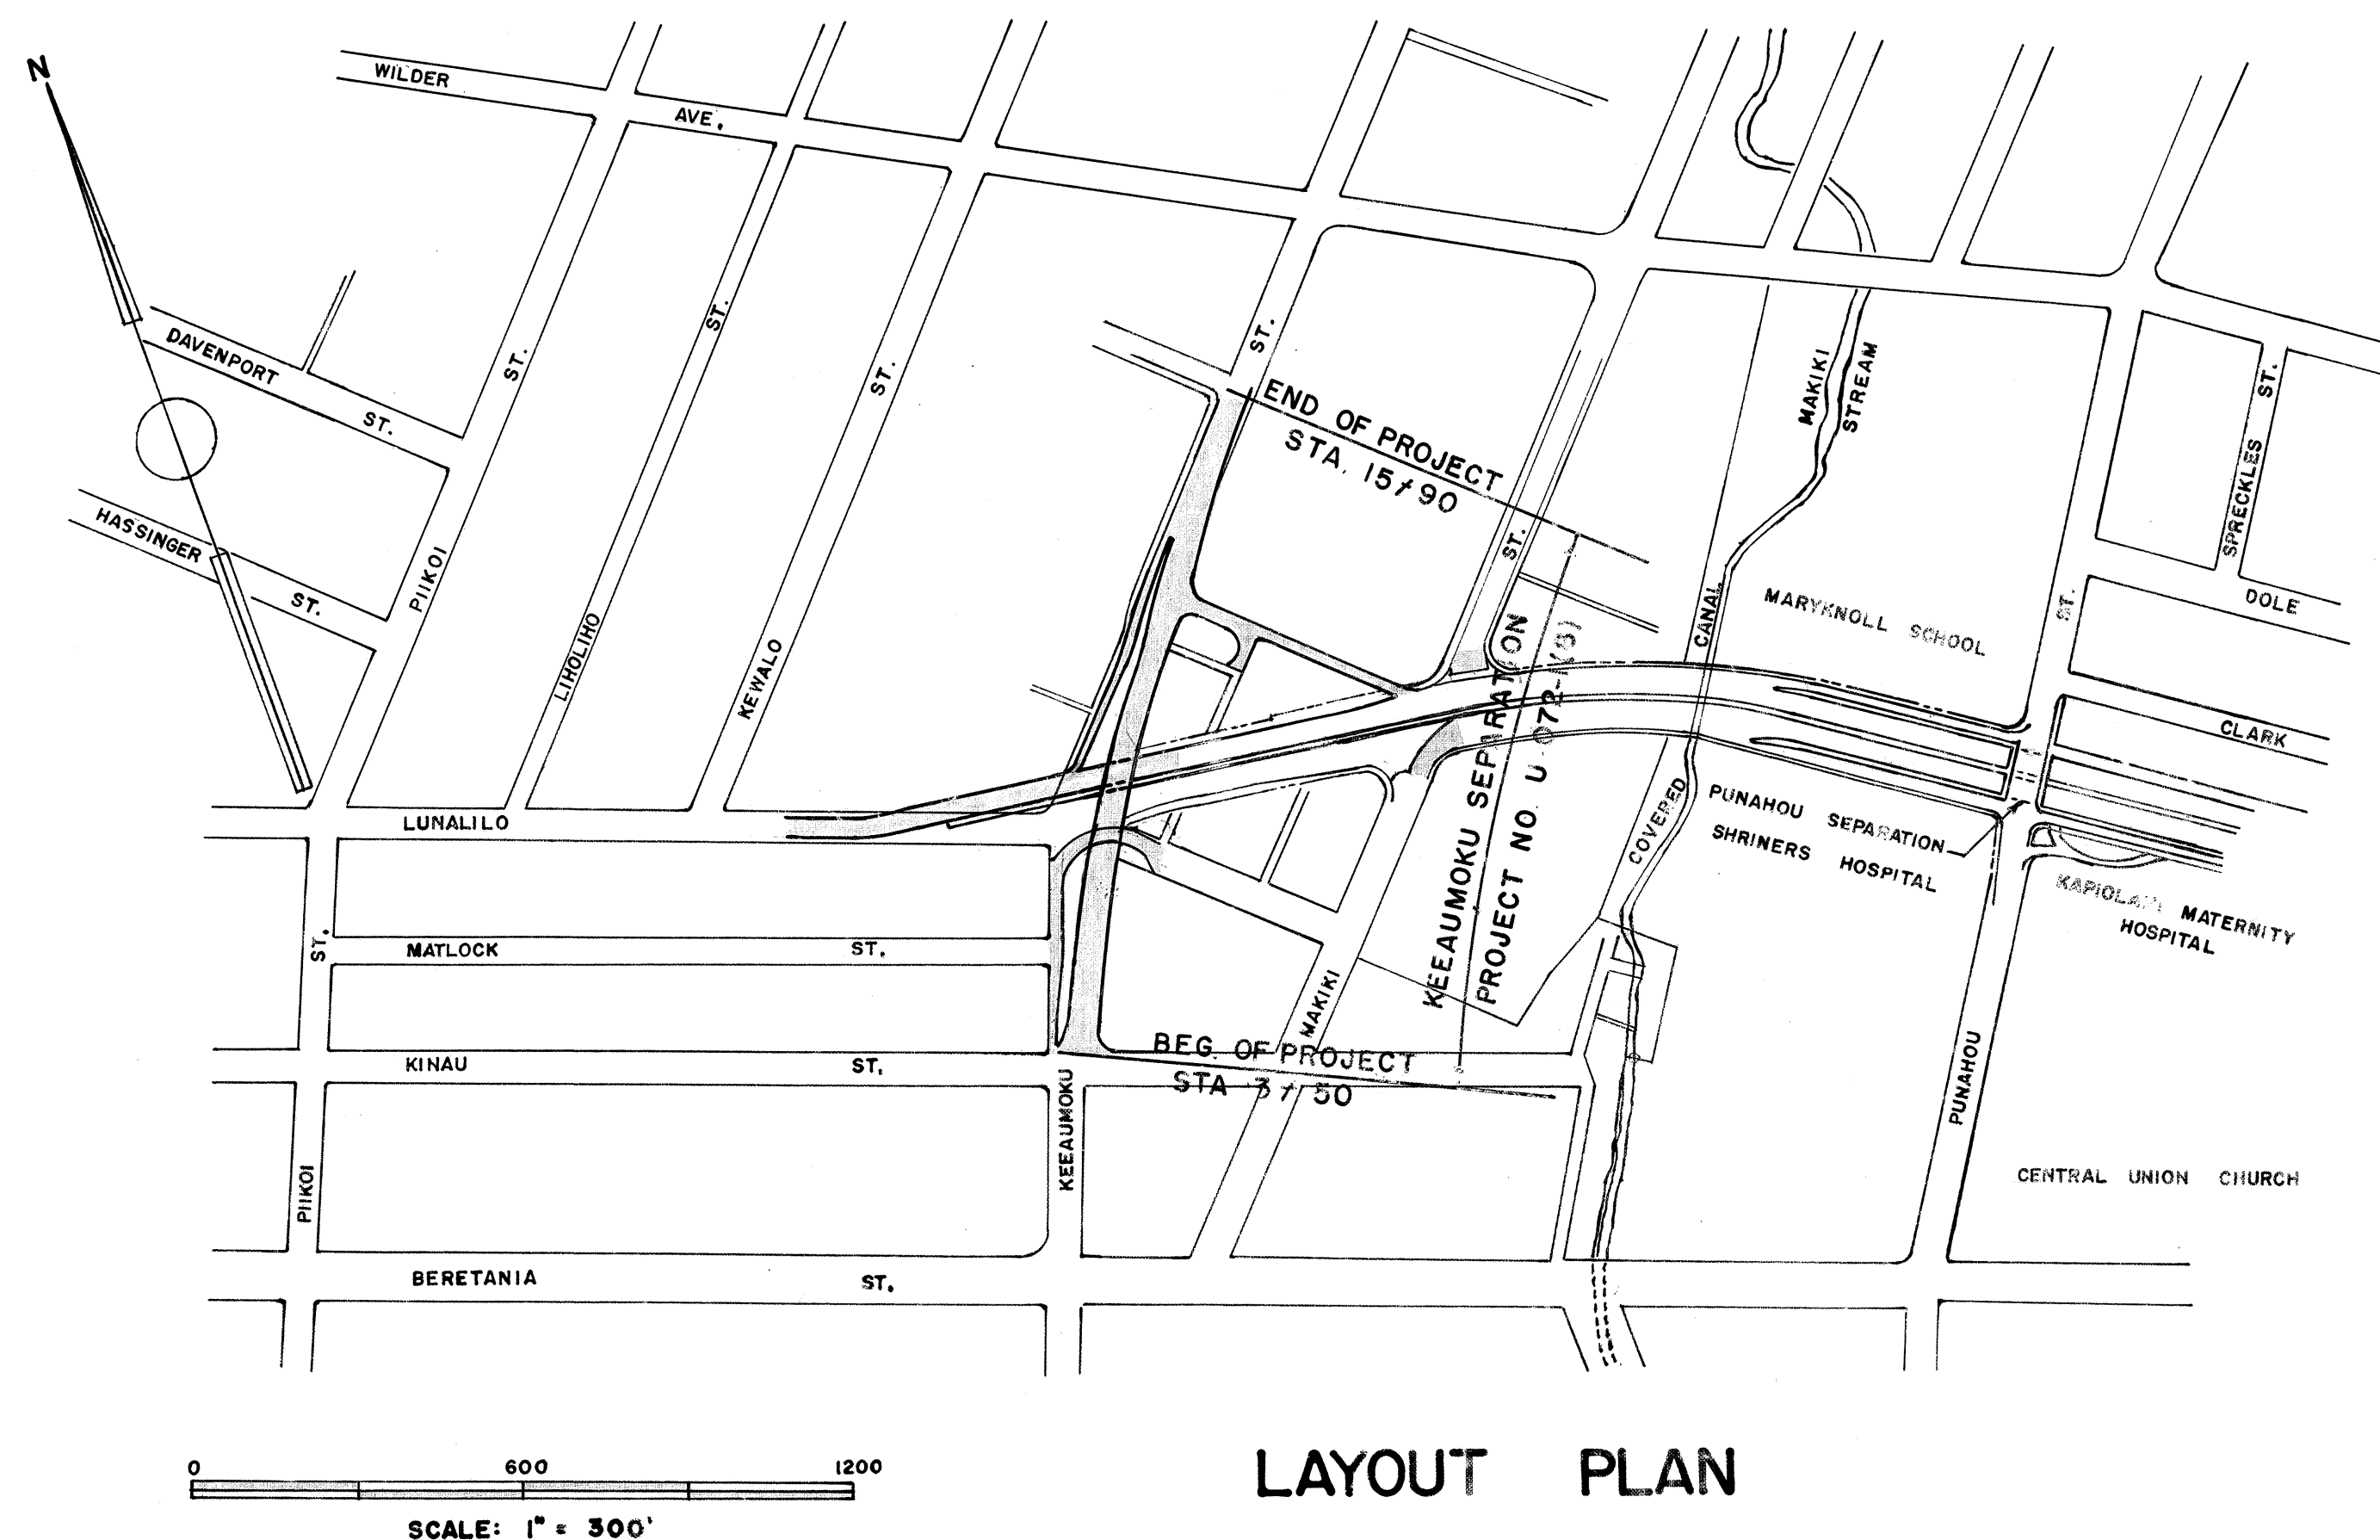 N
WILDER
AVE.
DAVENPORT
ST.
HASSINGER
ST.
PIIKOI
ST.
LIHOLIHO
ST.
KEWALO
ST.
ST.
END OF PROJECT
STA. 15+90
ST.
MAKIKI
STREAM
SPRECKLES ST.
DOLE
MARYKNOLL SCHOOL
ST.
CANAL
COVERED
CLARK
PUNAHOU SEPARATION
SHRINERS HOSPITAL
KAPIOLANI MATERNITY
HOSPITAL
KEEAUMOKU SEPARATION
PROJECT NO.
LUNALILO
ST.
MATLOCK
ST.
KINAU
ST.
BEG. OF PROJECT
STA 3+50
MAKIKI
PUNAHOU
KEEAUMOKU
PIIKOI
CENTRAL UNION CHURCH
BERETANIA
ST.
0 600 1200
SCALE: 1" = 300'
LAYOUT PLAN